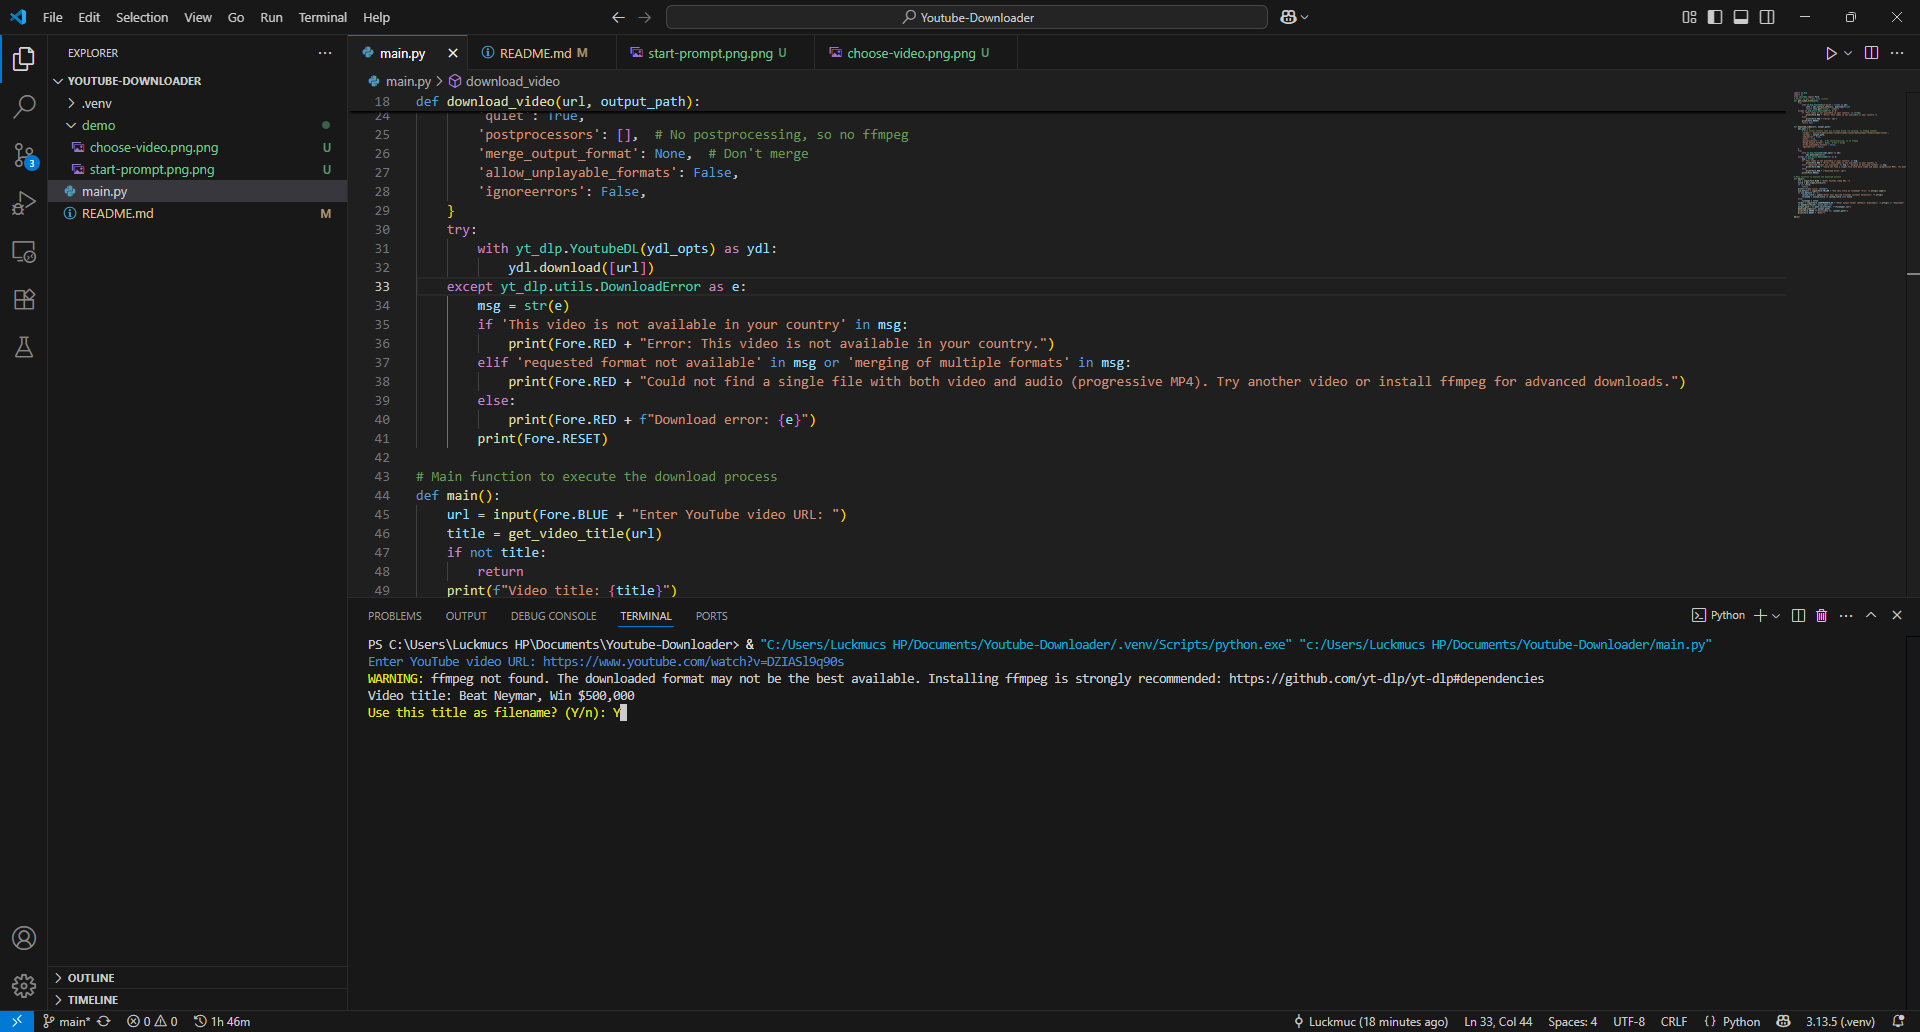 File Edit Selection View Go Run Terminal Help
Youtube-Downloader
EXPLORER
YOUTUBE-DOWNLOADER
.venv
demo
choose-video.png.png U
start-prompt.png.png U
main.py
README.md M
OUTLINE
TIMELINE
3
main.py README.md M start-prompt.png.png U choose-video.png.png U
main.py > download_video
18 def download_video(url, output_path):
24 'quiet': True,
25 'postprocessors': [], # No postprocessing, so no ffmpeg
26 'merge_output_format': None, # Don't merge
27 'allow_unplayable_formats': False,
28 'ignoreerrors': False,
29 }
30 try:
31 with yt_dlp.YoutubeDL(ydl_opts) as ydl:
32 ydl.download([url])
33 except yt_dlp.utils.DownloadError as e:
34 msg = str(e)
35 if 'This video is not available in your country' in msg:
36 print(Fore.RED + "Error: This video is not available in your country.")
37 elif 'requested format not available' in msg or 'merging of multiple formats' in msg:
38 print(Fore.RED + "Could not find a single file with both video and audio (progressive MP4). Try another video or install ffmpeg for advanced downloads.")
39 else:
40 print(Fore.RED + f"Download error: {e}")
41 print(Fore.RESET)
42
43 # Main function to execute the download process
44 def main():
45 url = input(Fore.BLUE + "Enter YouTube video URL: ")
46 title = get_video_title(url)
47 if not title:
48 return
49 print(f"Video title: {title}")
PROBLEMS OUTPUT DEBUG CONSOLE TERMINAL PORTS
Python
PS C:\Users\Luckmucs HP\Documents\Youtube-Downloader> & "C:/Users/Luckmucs HP/Documents/Youtube-Downloader/.venv/Scripts/python.exe" "c:/Users/Luckmucs HP/Documents/Youtube-Downloader/main.py"
Enter YouTube video URL: https://www.youtube.com/watch?v=DZIASl9q90s
WARNING: ffmpeg not found. The downloaded format may not be the best available. Installing ffmpeg is strongly recommended: https://github.com/yt-dlp/yt-dlp#dependencies
Video title: Beat Neymar, Win $500,000
Use this title as filename? (Y/n): Y
main* 0 0 1h 46m
Luckmuc (18 minutes ago) Ln 33, Col 44 Spaces: 4 UTF-8 CRLF {} Python 3.13.5 (.venv)